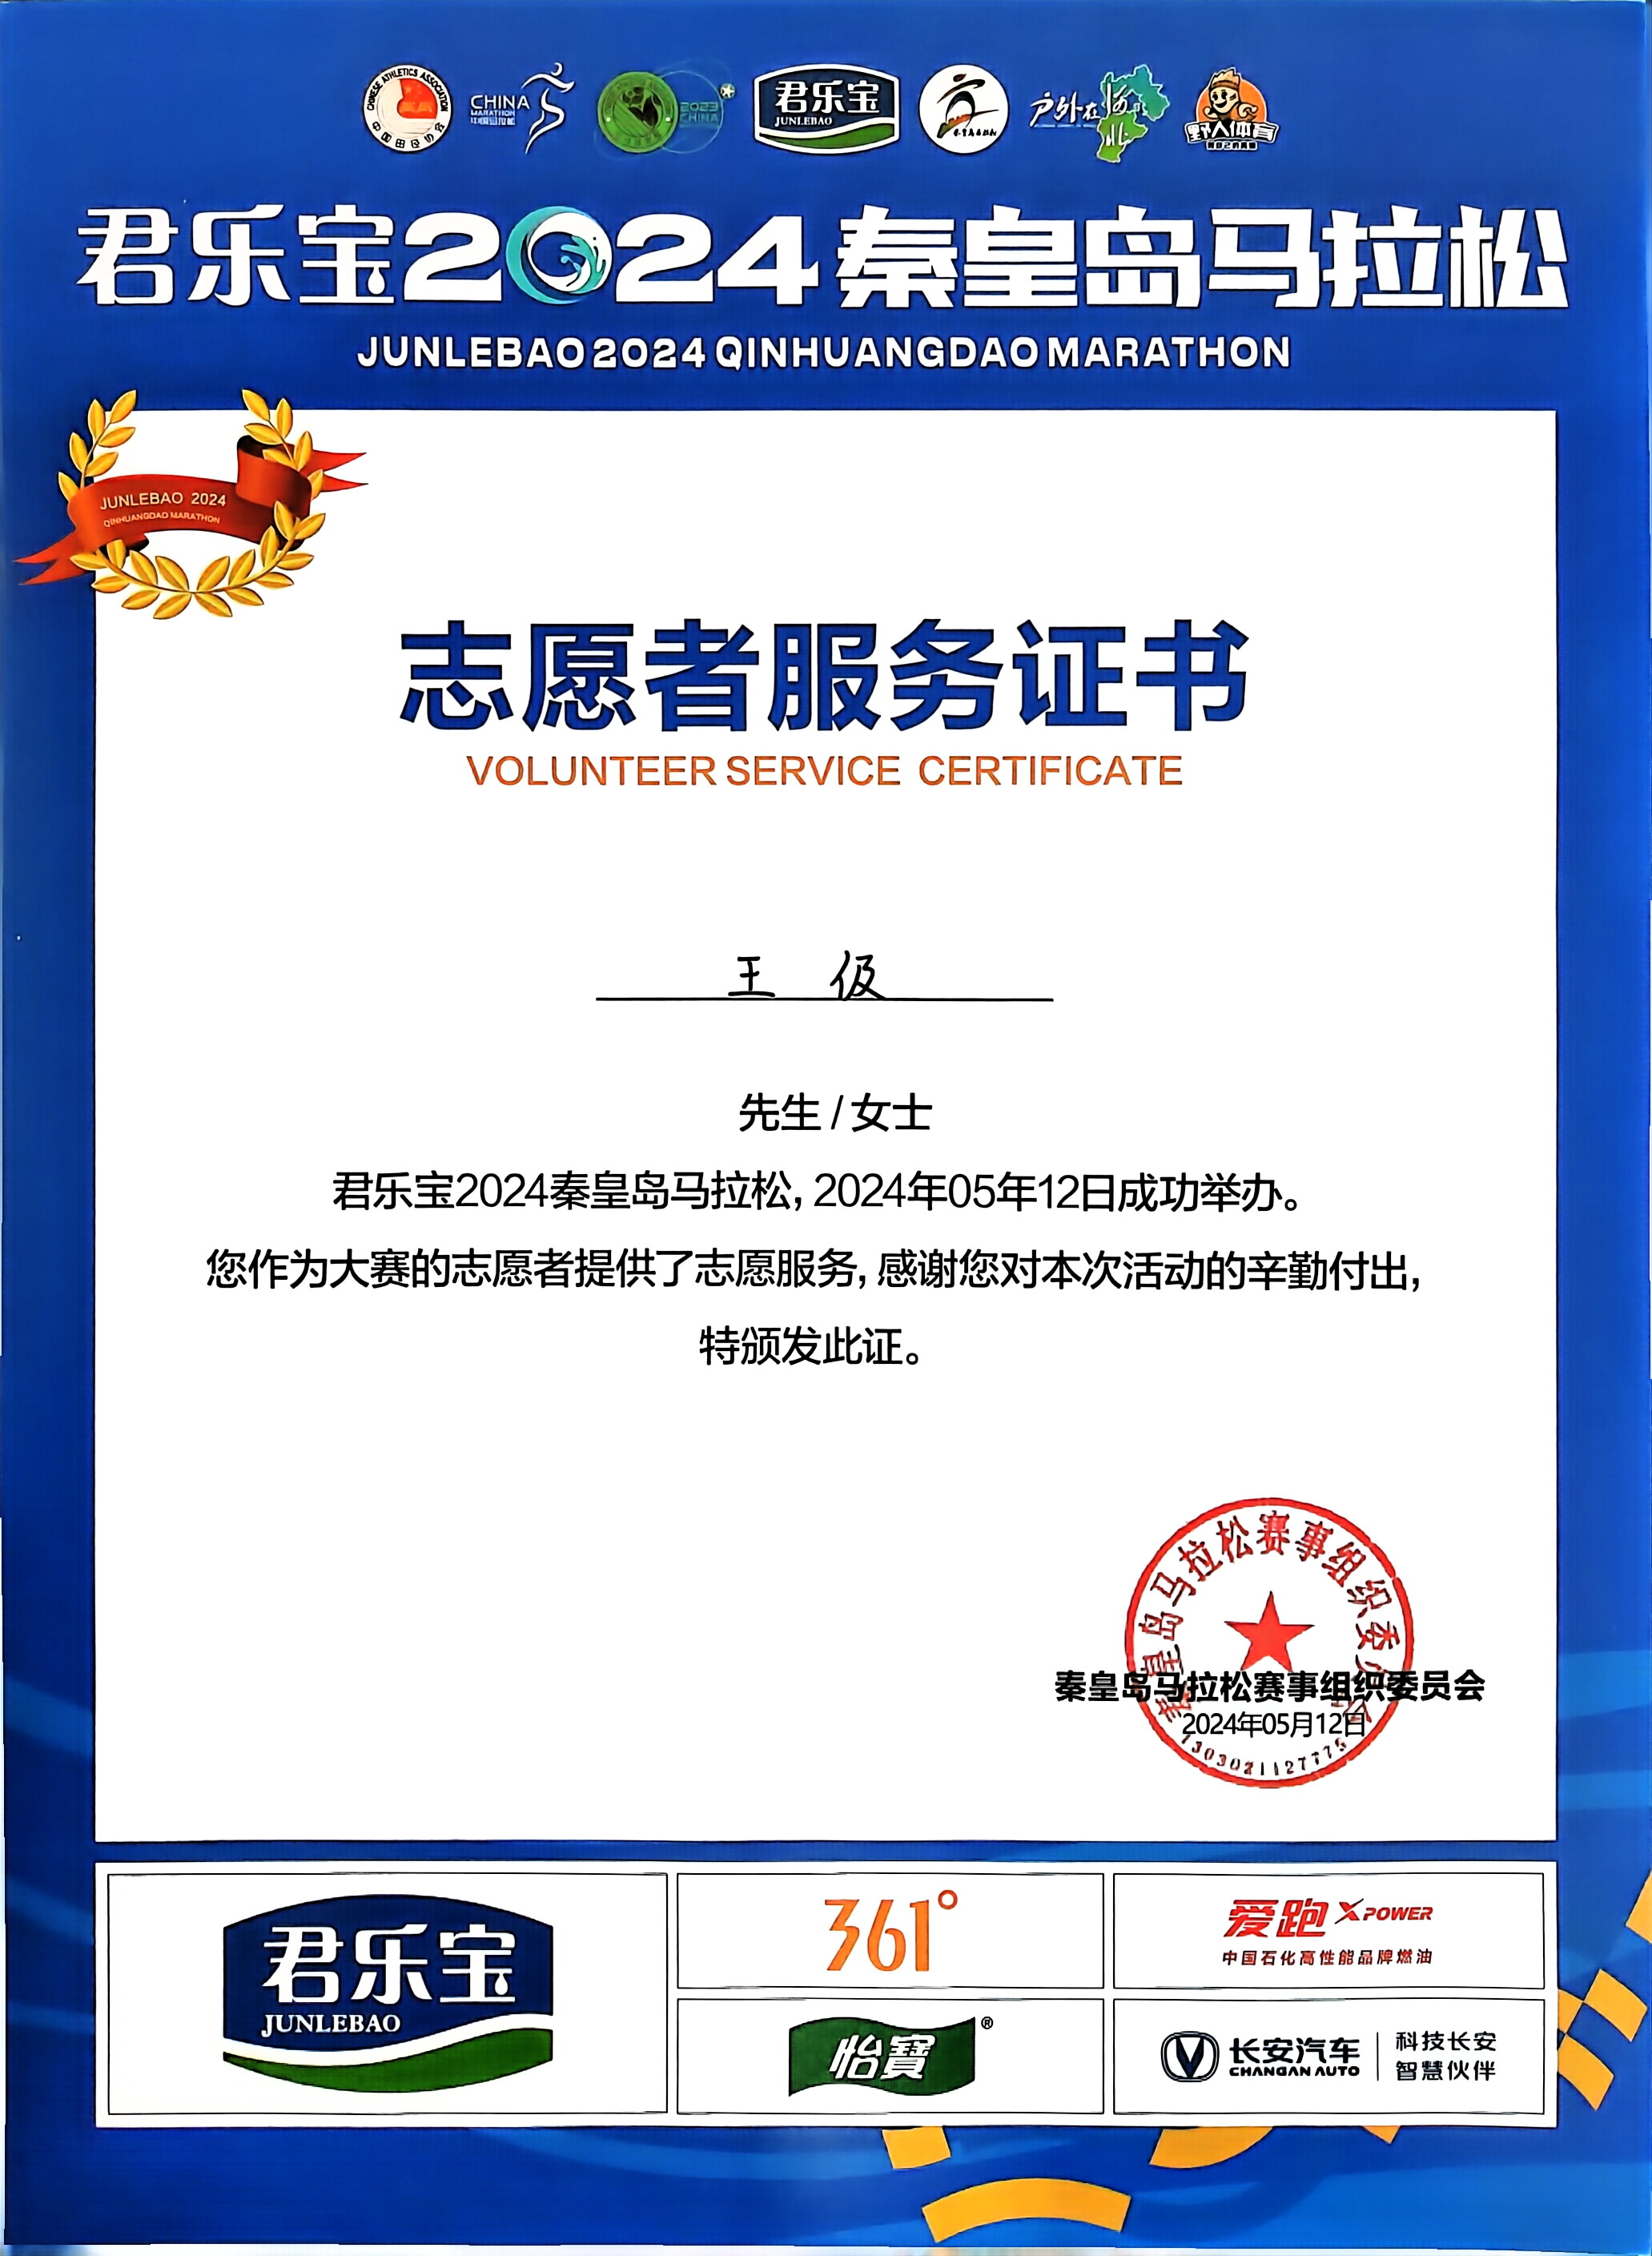 CHINESE ATHLETICS ASSOCIATION
中国田径协会
CHINA
MARATHON
2023
CHINA
君乐宝
JUNLEBAO
户外在河北
野人体育
君乐宝2024秦皇岛马拉松
JUNLEBAO 2024 QINHUANGDAO MARATHON
JUNLEBAO 2024
QINHUANGDAO MARATHON
志愿者服务证书
VOLUNTEER SERVICE CERTIFICATE
王 伋
先生/女士
君乐宝2024秦皇岛马拉松,2024年05年12日成功举办。
您作为大赛的志愿者提供了志愿服务,感谢您对本次活动的辛勤付出,
特颁发此证。
秦皇岛马拉松赛事组织委员会
秦皇岛马拉松赛事组织委员会
2024年05月12日
1303021127775
君乐宝
JUNLEBAO
361°
爱跑 XPOWER
中国石化高性能品牌燃油
怡寶®
长安汽车
CHANGAN AUTO
科技长安
智慧伙伴